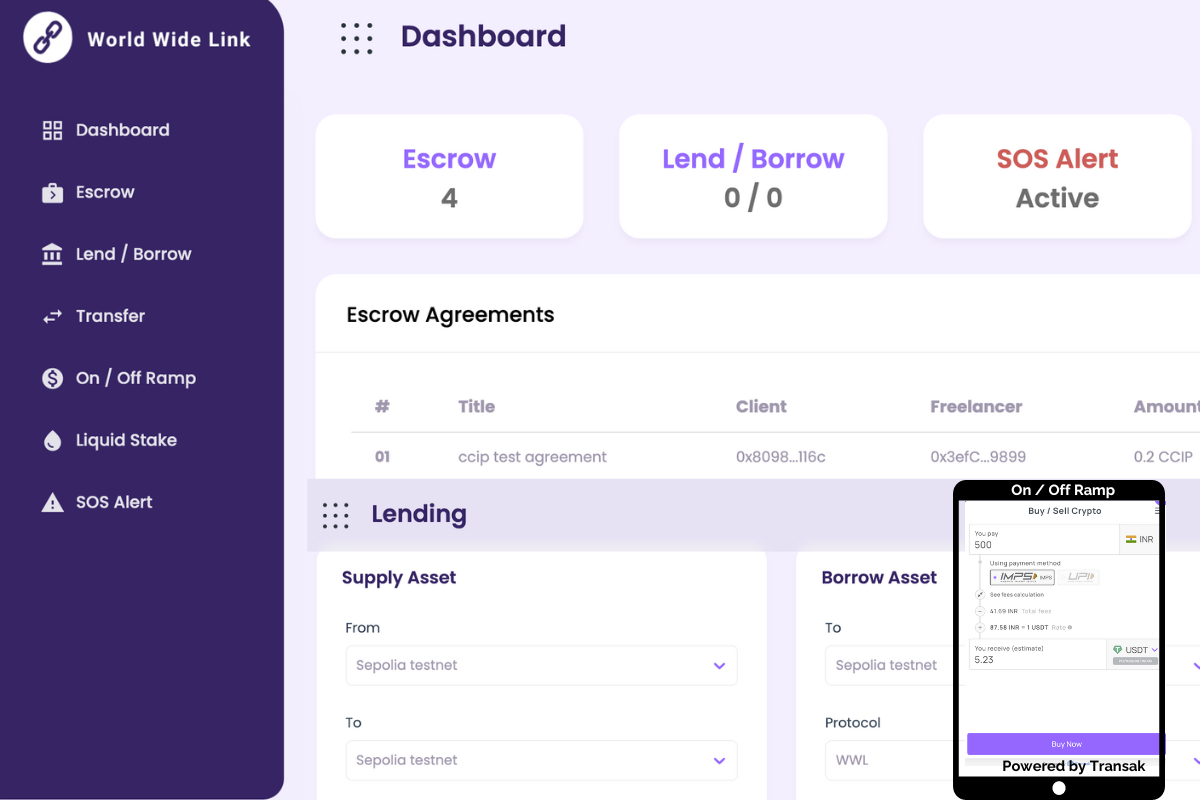 World Wide Link
Dashboard
Escrow
Lend / Borrow
Transfer
On / Off Ramp
Liquid Stake
SOS Alert
Dashboard
Escrow
4
Lend / Borrow
0 / 0
SOS Alert
Active
Escrow Agreements
# Title Client Freelancer Amount
01 ccip test agreement 0x8098...116c 0x3efC...9899 0.2 CCIP
Lending
Supply Asset
From
Sepolia testnet
To
Sepolia testnet
Borrow Asset
To
Sepolia testnet
Protocol
WWL
On / Off Ramp
Buy / Sell Crypto
You pay
500
INR
Using payment method
IMPS IMPS UPI
See fees calculation
41.69 INR Total fees
87.58 INR = 1 USDT Rate
You receive (estimate)
5.23
USDT
Buy Now
Powered by Transak